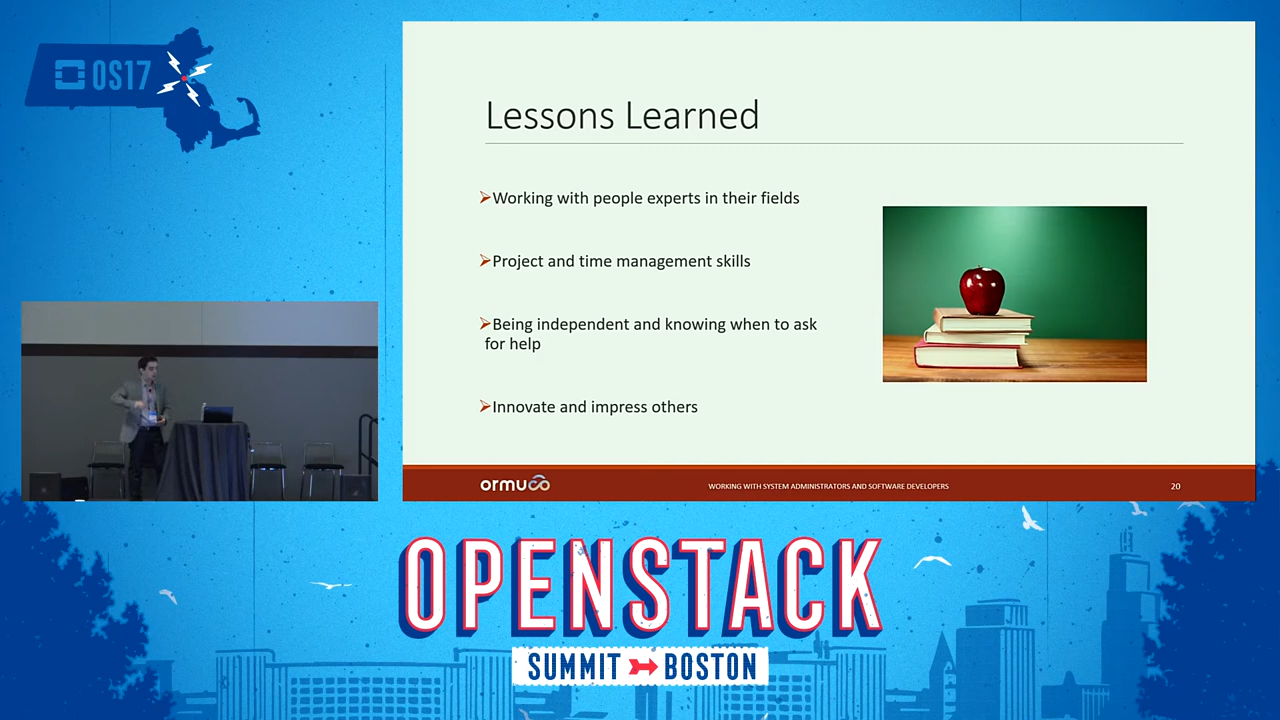 OS17
Lessons Learned
Working with people experts in their fields
Project and time management skills
Being independent and knowing when to ask
for help
Innovate and impress others
ormuco
WORKING WITH SYSTEM ADMINISTRATORS AND SOFTWARE DEVELOPERS
20
OPENSTACK
SUMMIT BOSTON